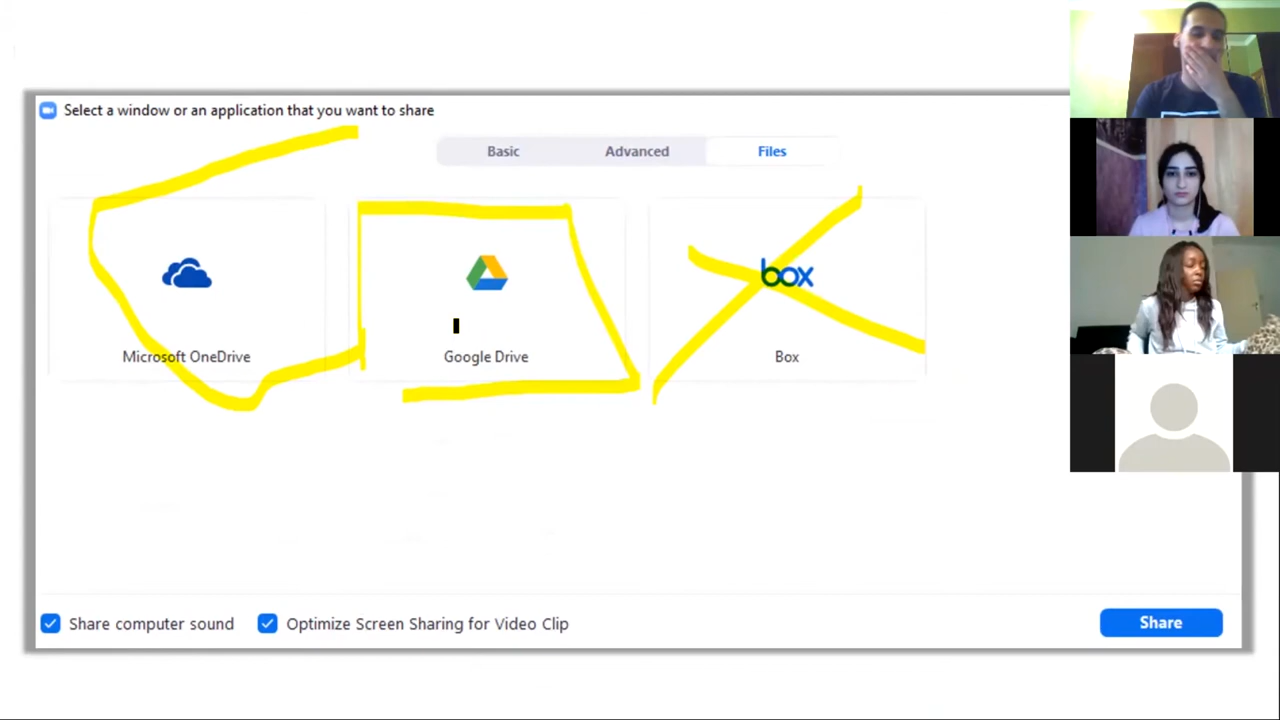 Select a window or an application that you want to share
Basic Advanced Files
box
Microsoft OneDrive Google Drive Box
Share computer sound Optimize Screen Sharing for Video Clip Share